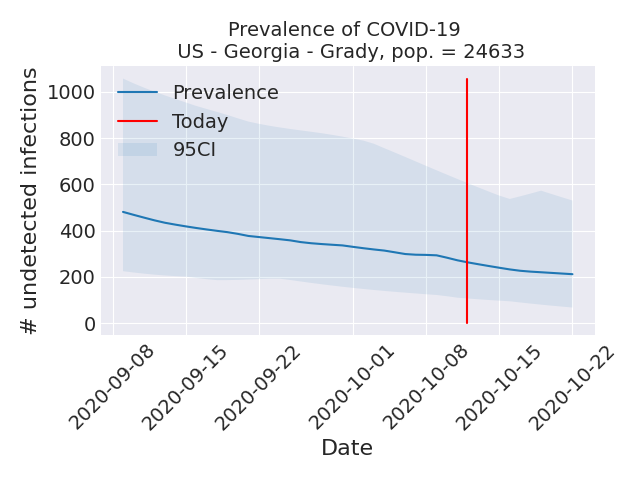 Prevalence of COVID-19
US - Georgia - Grady, pop. = 24633
# undetected infections
1000
800
600
400
200
0
Prevalence
Today
95CI
2020-09-08
2020-09-15
2020-09-22
2020-10-01
2020-10-08
2020-10-15
2020-10-22
Date